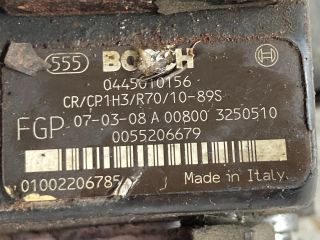 555 BOSCH
0445010156
CR/CP1H3/R70/10-89S
FGP 07-03-08 A 00800 3250510
0055206679
01002206785 Made in Italy